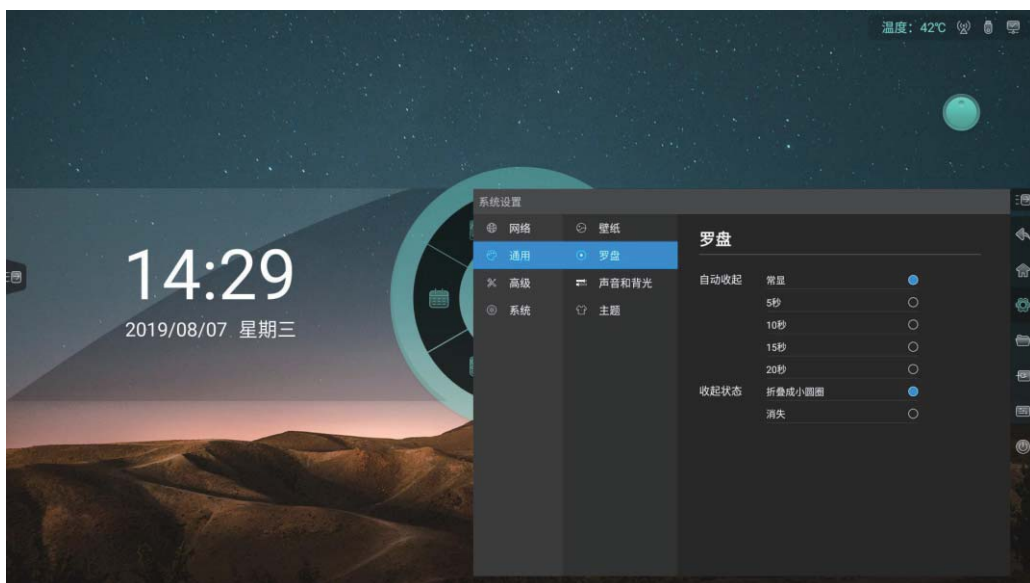 温度：42℃
14:29
2019/08/07 星期三
系统设置
网络
通用
高级
系统
壁纸
罗盘
声音和背光
主题
罗盘
自动收起 常显
5秒
10秒
15秒
20秒
收起状态 折叠成小圆圈
消失